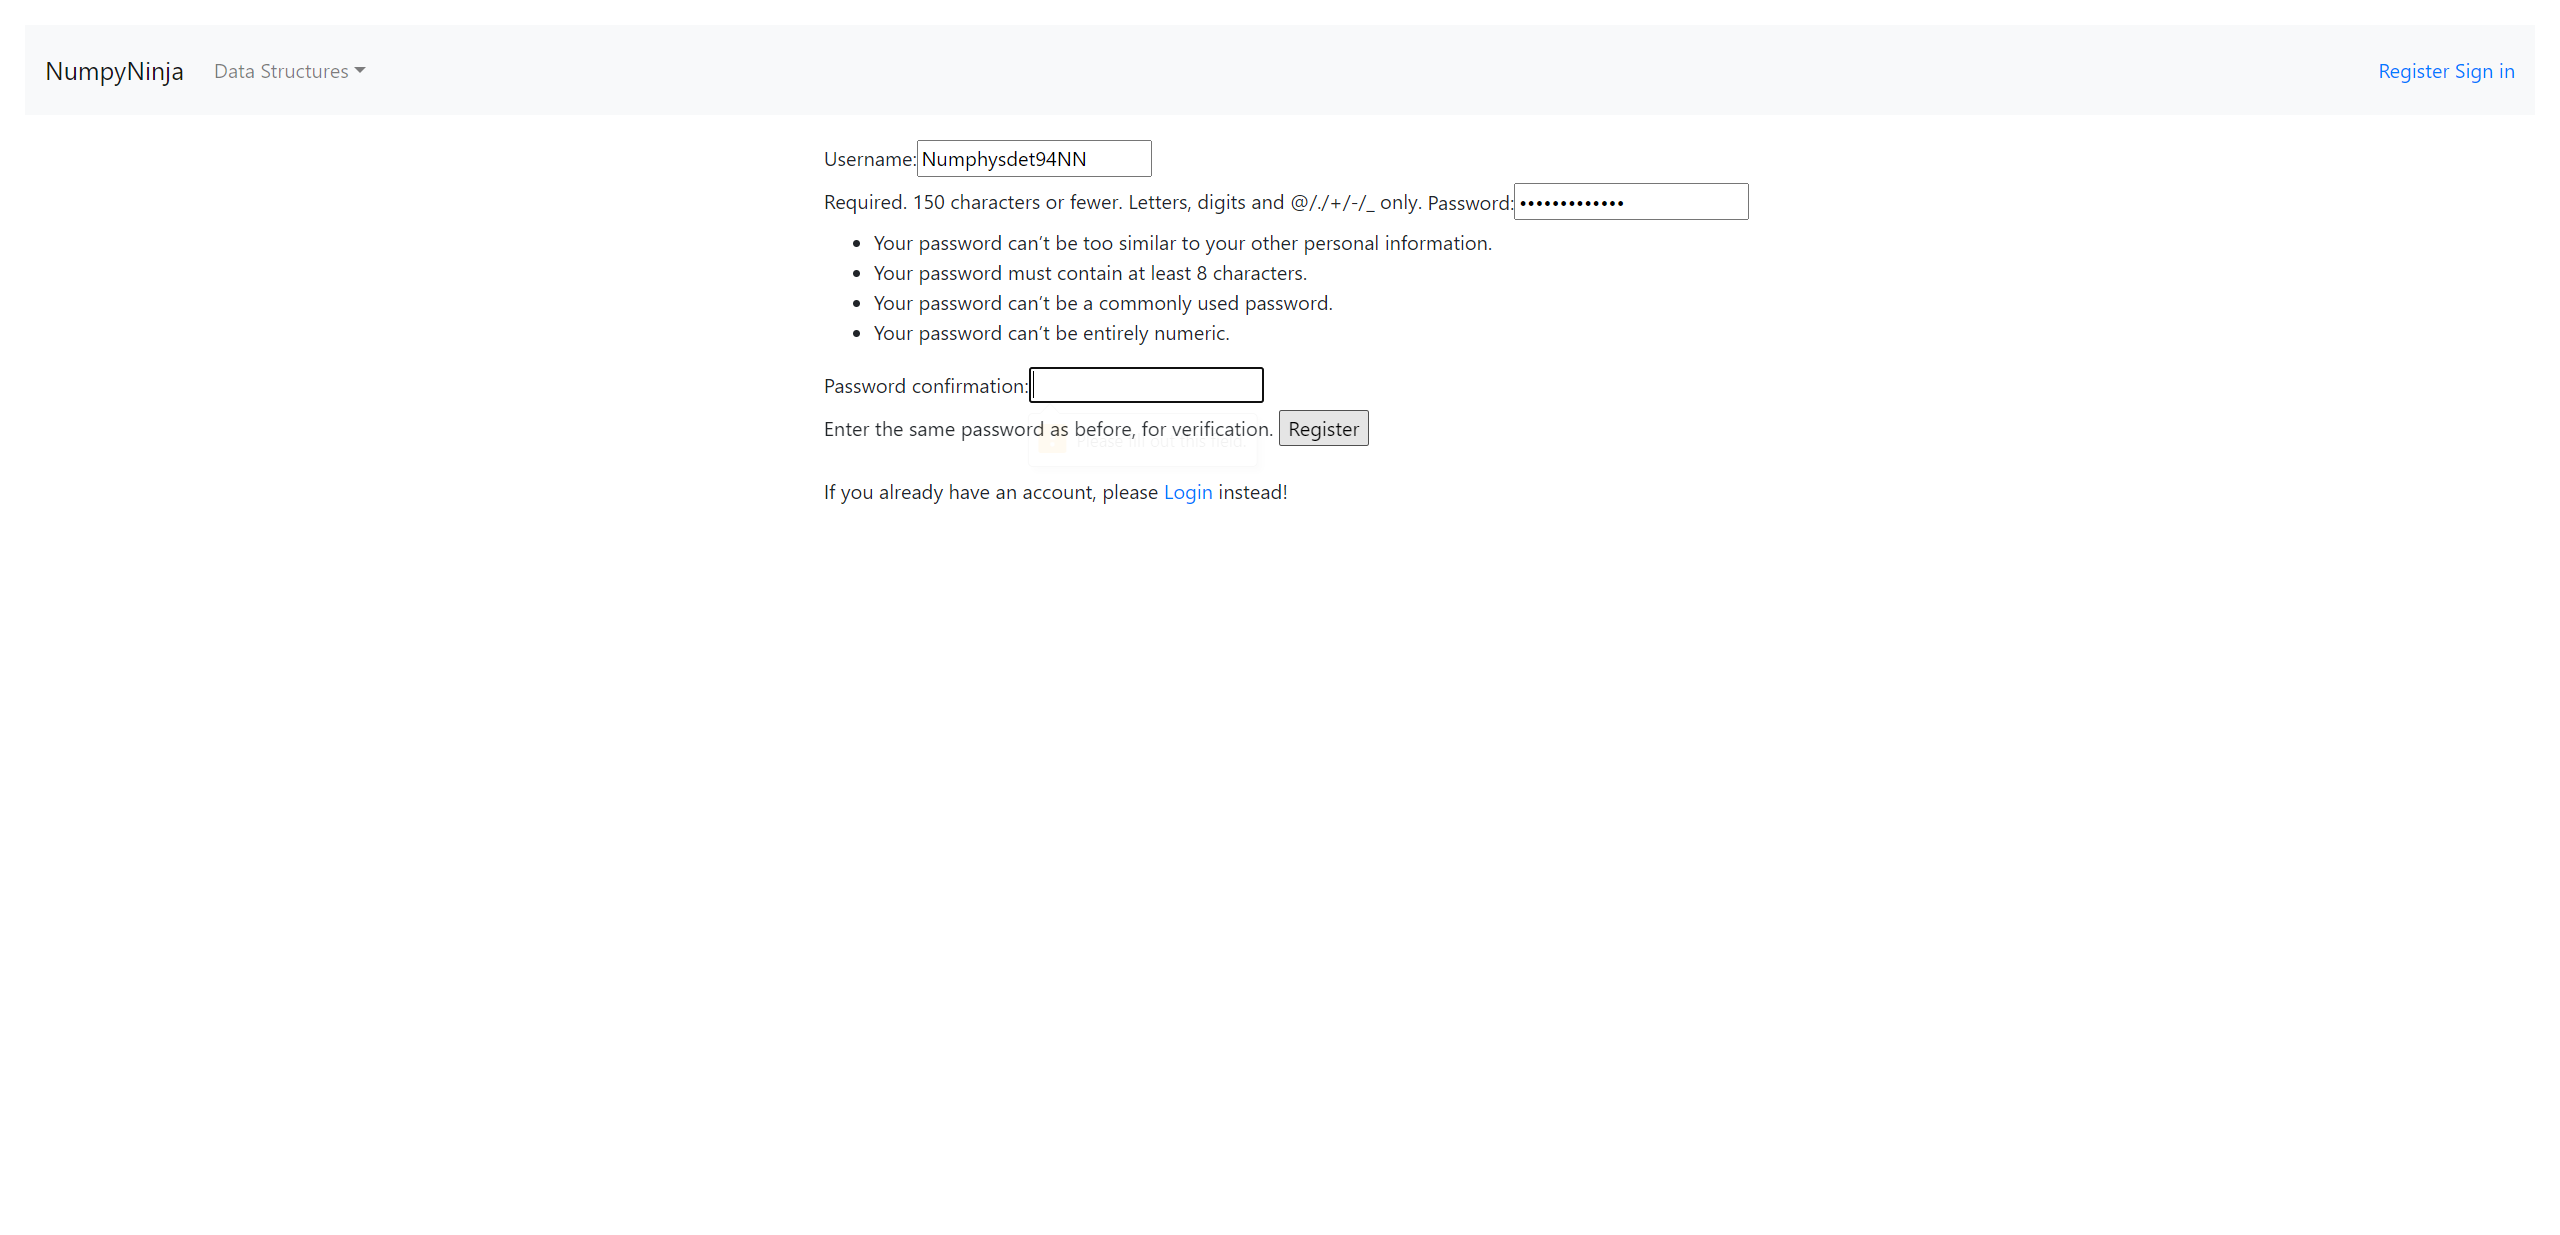 NumpyNinja Data Structures Register Sign in
Username: Numphysdet94NN
Required. 150 characters or fewer. Letters, digits and @/./+/-/_ only. Password: •••••••••••••
Your password can’t be too similar to your other personal information.
Your password must contain at least 8 characters.
Your password can’t be a commonly used password.
Your password can’t be entirely numeric.
Password confirmation:
Enter the same password as before, for verification. Register
If you already have an account, please Login instead!